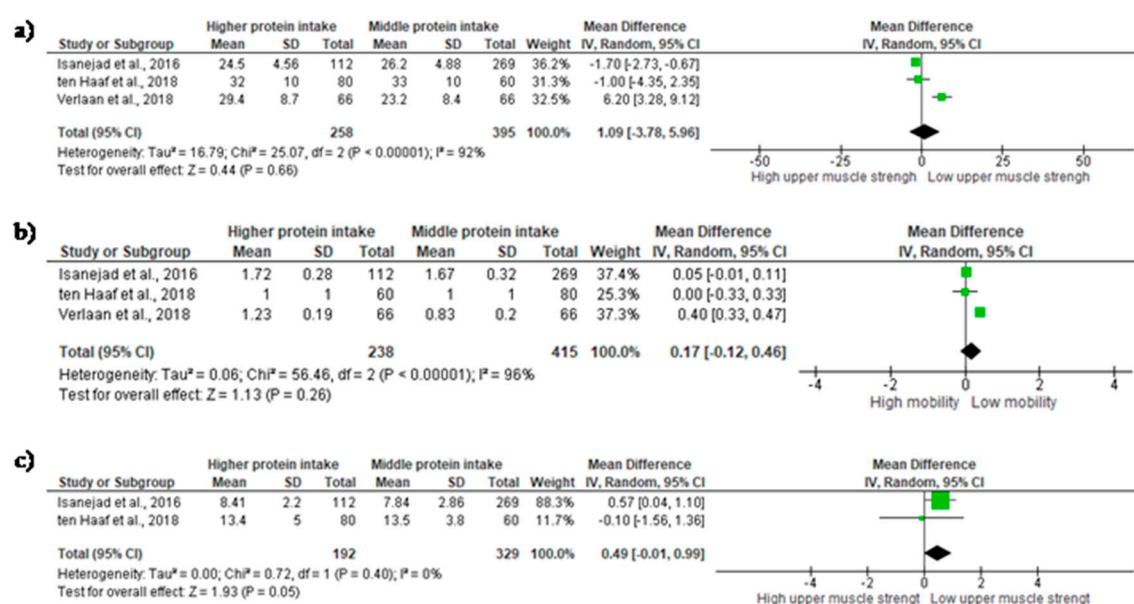 a)
Higher protein intake Middle protein intake Mean Difference Mean Difference
Study or Subgroup Mean SD Total Mean SD Total Weight IV, Random, 95% CI IV, Random, 95% CI
Isanejad et al., 2016 24.5 4.56 112 26.2 4.88 269 36.2% -1.70 [-2.73, -0.67]
ten Haaf et al., 2018 32 10 80 33 10 60 31.3% -1.00 [-4.35, 2.35]
Verlaan et al., 2018 29.4 8.7 66 23.2 8.4 66 32.5% 6.20 [3.28, 9.12]
Total (95% CI) 258 395 100.0% 1.09 [-3.78, 5.96]
Heterogeneity: Tau² = 16.79; Chi² = 25.07, df = 2 (P < 0.00001); I² = 92%
Test for overall effect: Z = 0.44 (P = 0.66)
-50 -25 0 25 50
High upper muscle strengh Low upper muscle strengh
b)
Higher protein intake Middle protein intake Mean Difference Mean Difference
Study or Subgroup Mean SD Total Mean SD Total Weight IV, Random, 95% CI IV, Random, 95% CI
Isanejad et al., 2016 1.72 0.28 112 1.67 0.32 269 37.4% 0.05 [-0.01, 0.11]
ten Haaf et al., 2018 1 1 60 1 1 80 25.3% 0.00 [-0.33, 0.33]
Verlaan et al., 2018 1.23 0.19 66 0.83 0.2 66 37.3% 0.40 [0.33, 0.47]
Total (95% CI) 238 415 100.0% 0.17 [-0.12, 0.46]
Heterogeneity: Tau² = 0.06; Chi² = 56.46, df = 2 (P < 0.00001); I² = 96%
Test for overall effect: Z = 1.13 (P = 0.26)
-4 -2 0 2 4
High mobility Low mobility
c)
Higher protein intake Middle protein intake Mean Difference Mean Difference
Study or Subgroup Mean SD Total Mean SD Total Weight IV, Random, 95% CI IV, Random, 95% CI
Isanejad et al., 2016 8.41 2.2 112 7.84 2.86 269 88.3% 0.57 [0.04, 1.10]
ten Haaf et al., 2018 13.4 5 80 13.5 3.8 60 11.7% -0.10 [-1.56, 1.36]
Total (95% CI) 192 329 100.0% 0.49 [-0.01, 0.99]
Heterogeneity: Tau² = 0.00; Chi² = 0.72, df = 1 (P = 0.40); I² = 0%
Test for overall effect: Z = 1.93 (P = 0.05)
-4 -2 0 2 4
High upper muscle strengt Low upper muscle strengt